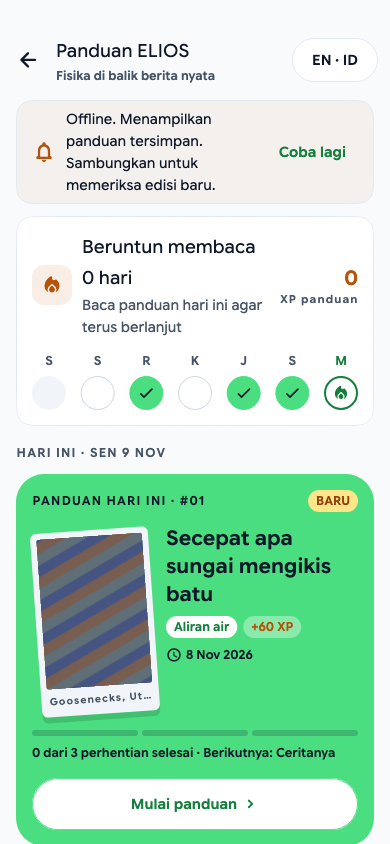 Panduan ELIOS
Fisika di balik berita nyata
EN · ID
Offline. Menampilkan
panduan tersimpan.
Sambungkan untuk
memeriksa edisi baru.
Coba lagi
Beruntun membaca
0 hari
Baca panduan hari ini agar
terus berlanjut
0
XP panduan
S S R K J S M
HARI INI · SEN 9 NOV
PANDUAN HARI INI · #01
BARU
Secepat apa
sungai mengikis
batu
Aliran air
+60 XP
8 Nov 2026
Goosenecks, Ut…
0 dari 3 perhentian selesai · Berikutnya: Ceritanya
Mulai panduan